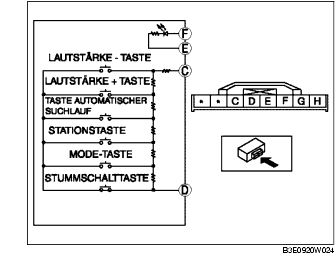 F
E
LAUTSTÄRKE - TASTE
C
LAUTSTÄRKE + TASTE
TASTE AUTOMATISCHER
SUCHLAUF
STATIONSTASTE
MODE-TASTE
STUMMSCHALTTASTE
D
* * C D E F G H
B3E0920W024